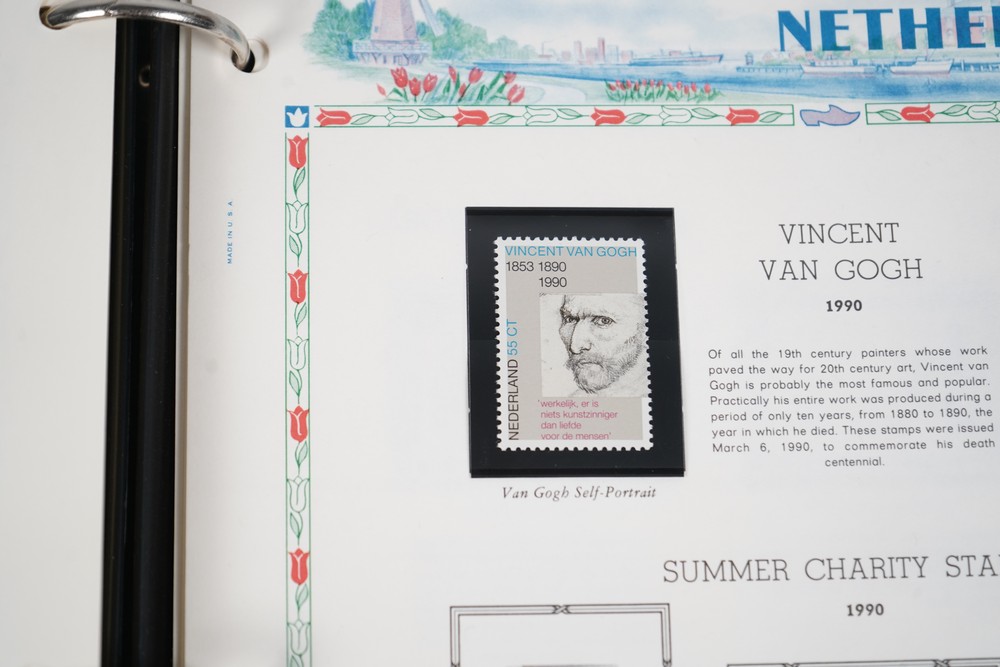 NETHE
MADE IN U.S.A
VINCENT VAN GOGH
1853 1890
1990
NEDERLAND 55 CT
'werkelijk, er is
niets kunstzinniger
dan liefde
voor de mensen'
Van Gogh Self-Portrait
VINCENT
VAN GOGH
1990
Of all the 19th century painters whose work
paved the way for 20th century art, Vincent van
Gogh is probably the most famous and popular.
Practically his entire work was produced during a
period of only ten years, from 1880 to 1890, the
year in which he died. These stamps were issued
March 6, 1990, to commemorate his death
centennial.
SUMMER CHARITY STA
1990